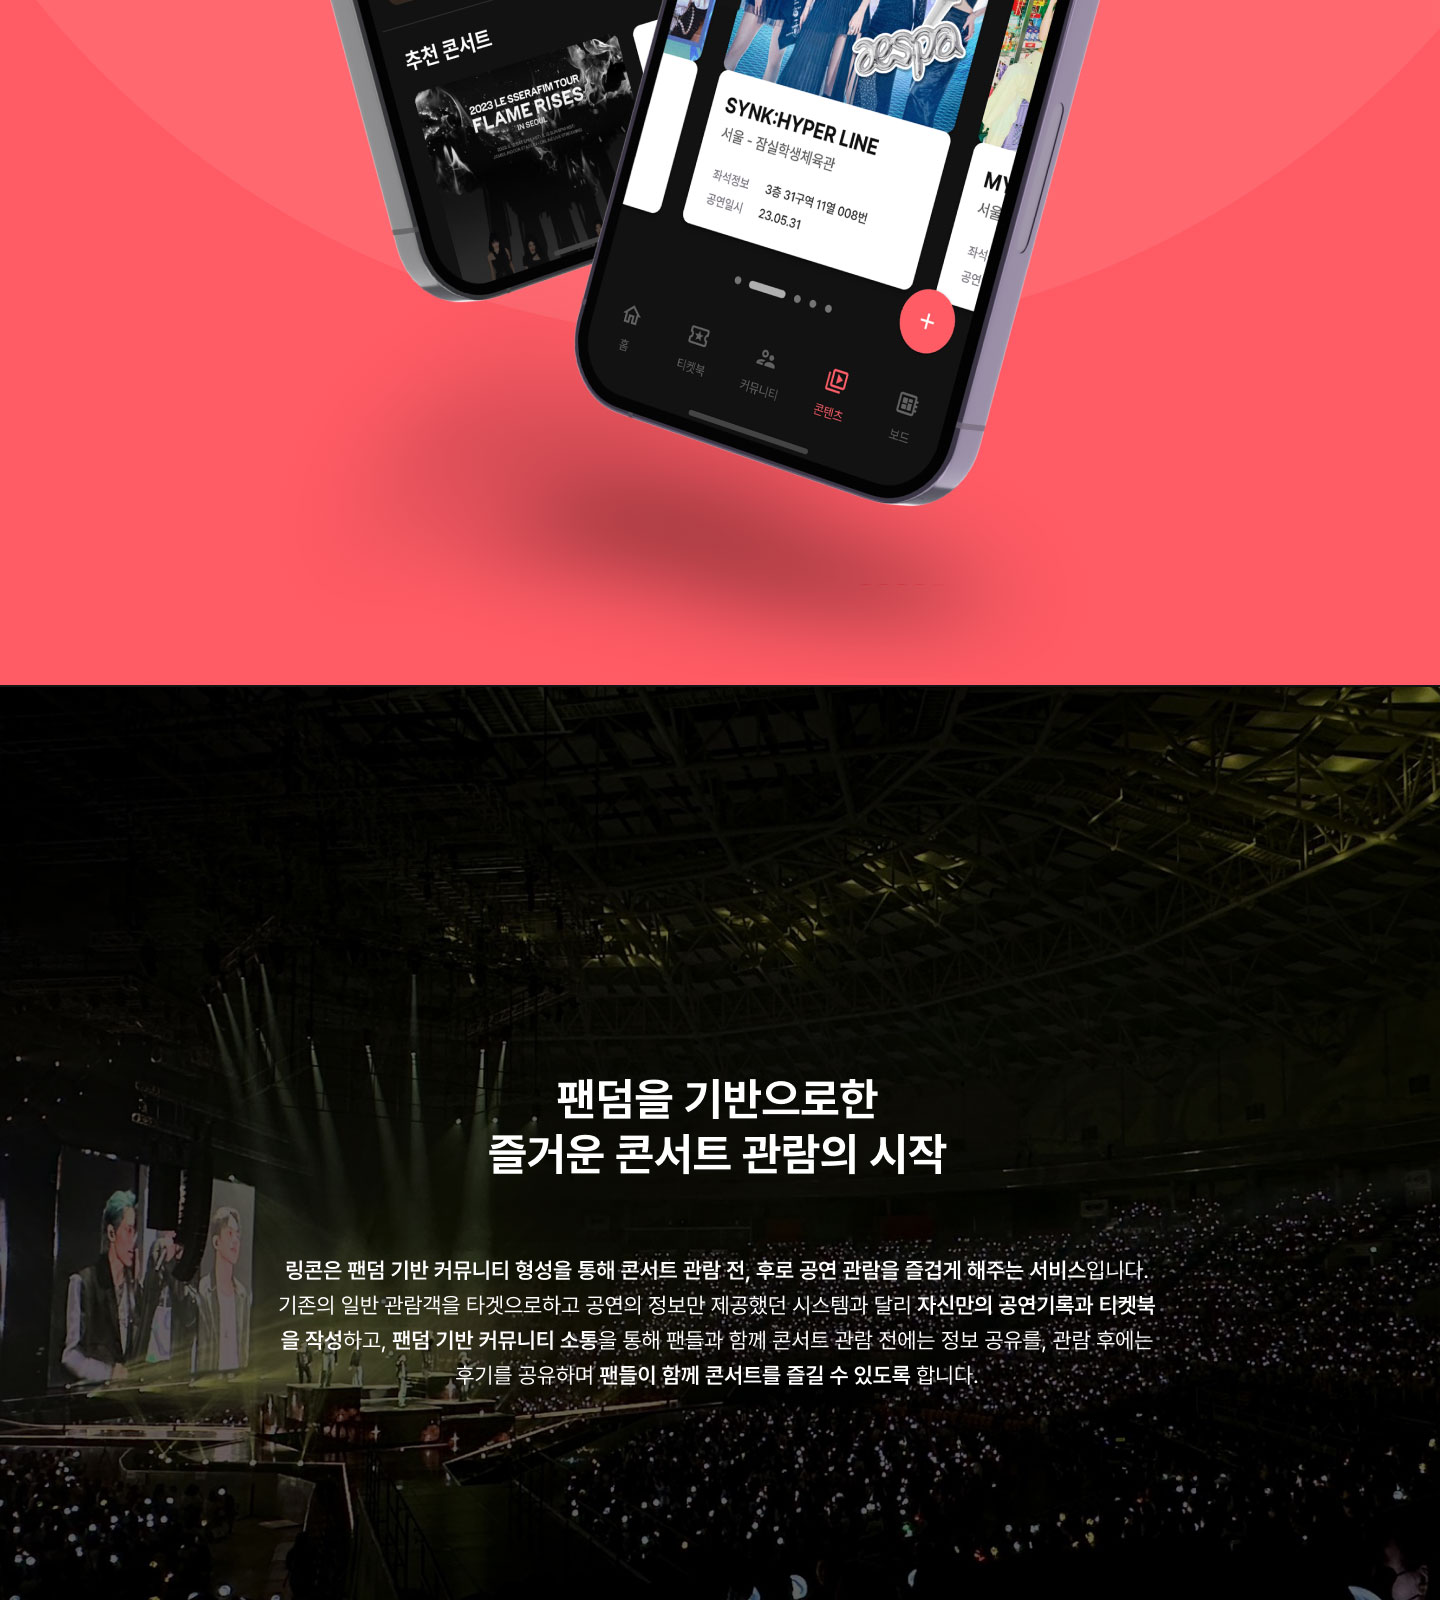 추천 콘서트
2023 LE SSERAFIM TOUR
FLAME RISES
IN SEOUL
aespa
SYNK:HYPER LINE
서울 - 잠실학생체육관
좌석정보 3층 31구역 11열 008번
공연일시 23.05.31
MY
서울
좌석
공연
+
홈
티켓북
커뮤니티
콘텐츠
보드
팬덤을 기반으로한
즐거운 콘서트 관람의 시작
링콘은 팬덤 기반 커뮤니티 형성을 통해 콘서트 관람 전, 후로 공연 관람을 즐겁게 해주는 서비스입니다.
기존의 일반 관람객을 타겟으로하고 공연의 정보만 제공했던 시스템과 달리 자신만의 공연기록과 티켓북
을 작성하고, 팬덤 기반 커뮤니티 소통을 통해 팬들과 함께 콘서트 관람 전에는 정보 공유를, 관람 후에는
후기를 공유하며 팬들이 함께 콘서트를 즐길 수 있도록 합니다.